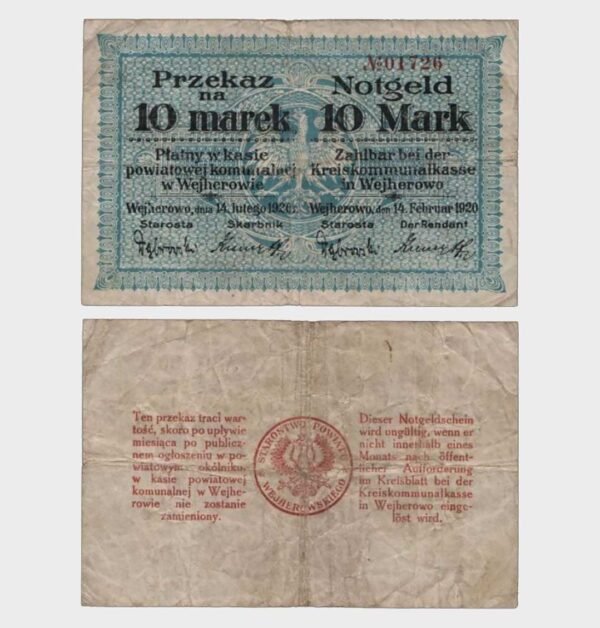 №01726
Przekaz
na
10 marek
Płatny w kasie
powiatowej komunalnej
w Wejherowie
Wejherowo, dnia 14. lutego 1920 r.
Starosta Skarbnik
Notgeld
10 Mark
Zahlbar bei der
Kreiskommunalkasse
in Wejherowo
Wejherowo, den 14. Februar 1920
Starosta Der Rendant
Ten przekaz traci war-
tość, skoro po upływie
miesiąca po publicz-
nem ogłoszeniu w po-
wiatowym okólniku,
w kasie powiatowej
komunalnej w Wejhe-
rowie nie zostanie
zamieniony.
STAROSTWO POWIATU
WEJHEROWSKIEGO
Dieser Notgeldschein
wird ungültig, wenn er
nicht innerhalb eines
Monats nach öffent-
licher Aufforderung
im Kreisblatt bei der
Kreiskommunalkasse
in Wejherowo einge-
löst wird.